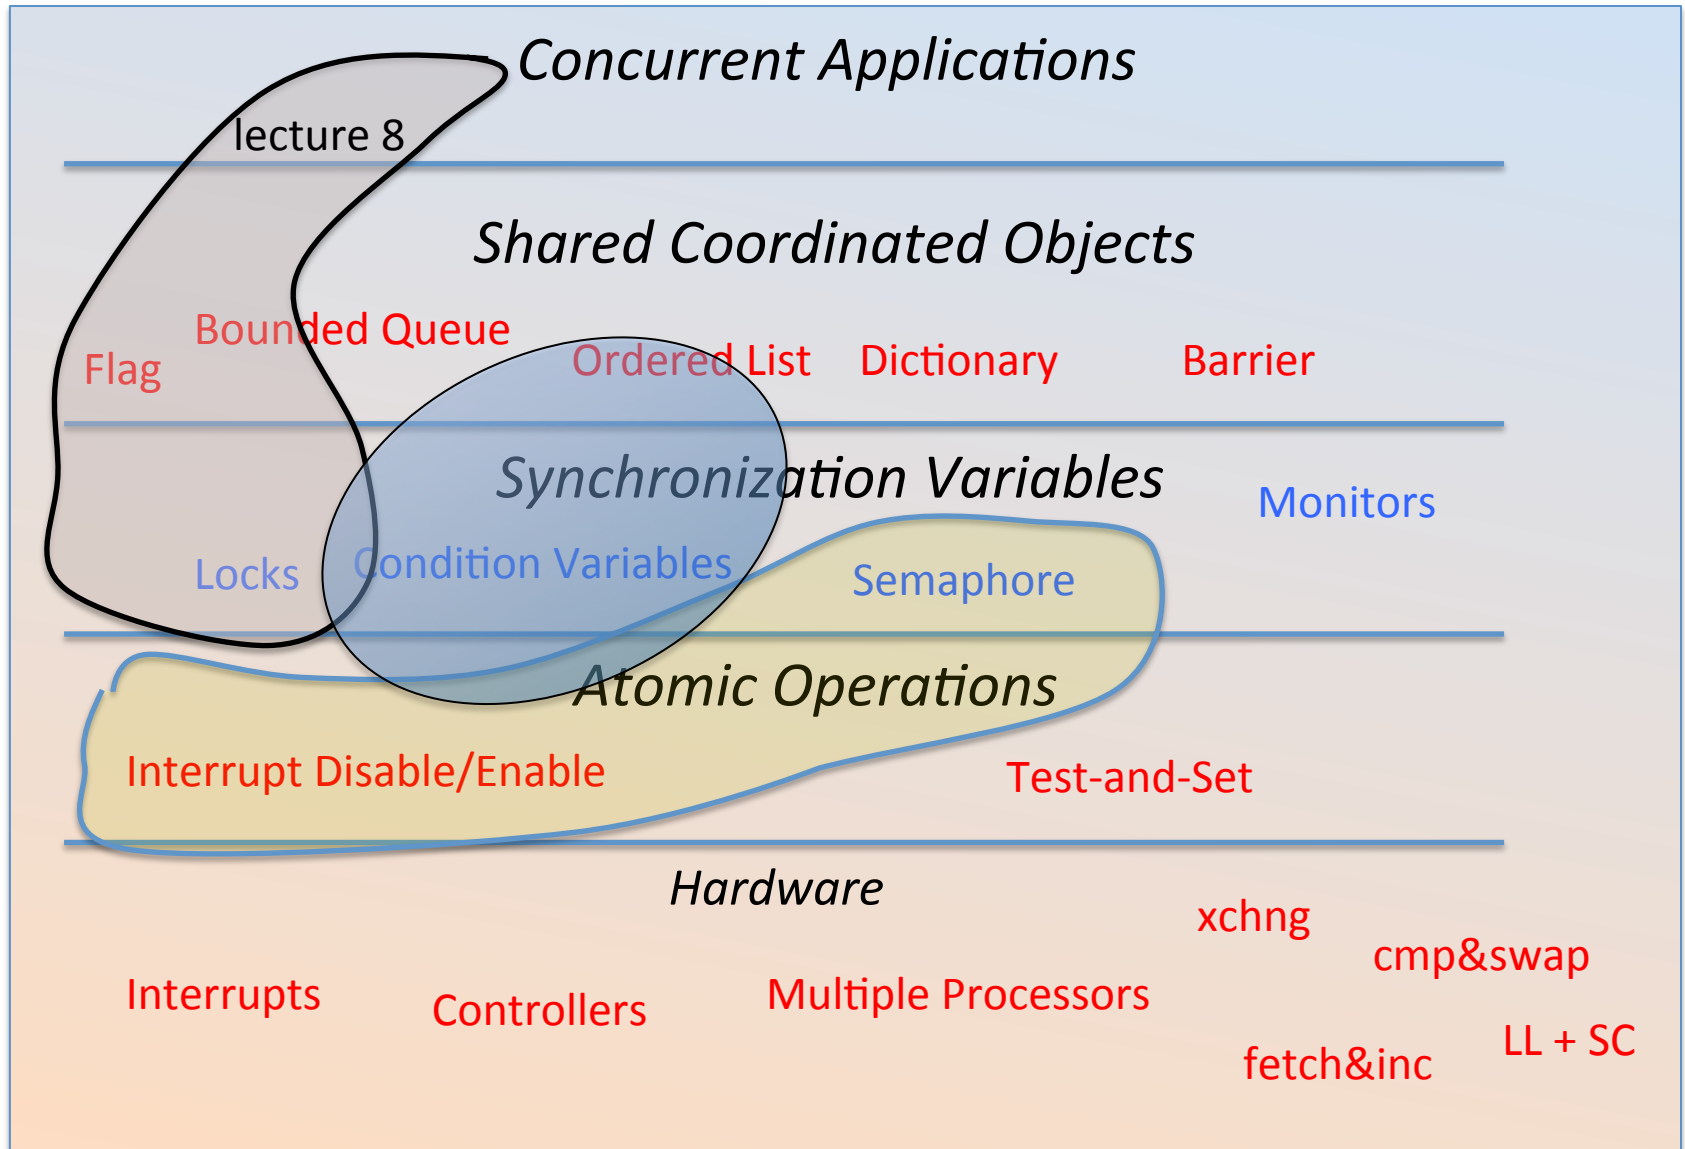 Concurrent Applications
lecture 8
Shared Coordinated Objects
Bounded Queue
Flag
Ordered List
Dictionary
Barrier
Synchronization Variables
Monitors
Locks
Condition Variables
Semaphore
Atomic Operations
Interrupt Disable/Enable
Test-and-Set
Hardware
xchng
cmp&swap
Interrupts
Controllers
Multiple Processors
LL + SC
fetch&inc